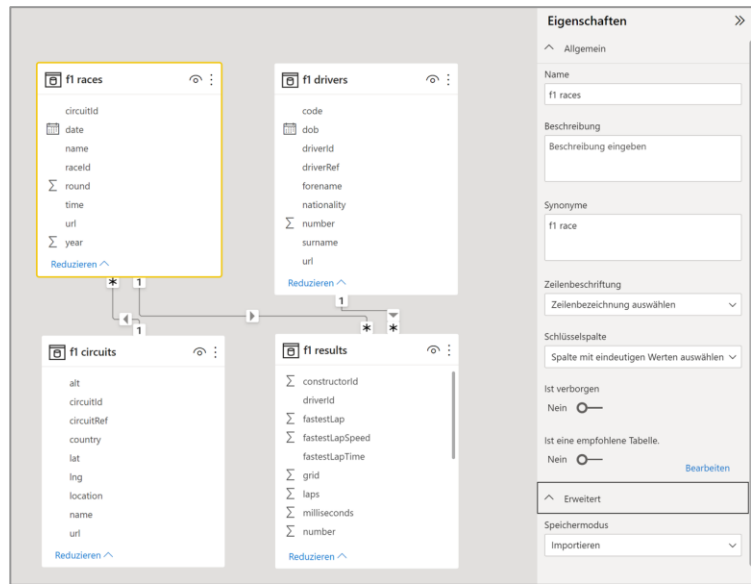 f1 races
circuitId
date
name
raceId
round
time
url
year
Reduzieren
f1 drivers
code
dob
driverId
driverRef
forename
nationality
number
surname
url
Reduzieren
* 1
1
1
* *
f1 circuits
alt
circuitId
circuitRef
country
lat
lng
location
name
url
Reduzieren
f1 results
constructorId
driverId
fastestLap
fastestLapSpeed
fastestLapTime
grid
laps
milliseconds
number
Reduzieren
Eigenschaften
Allgemein
Name
f1 races
Beschreibung
Beschreibung eingeben
Synonyme
f1 race
Zeilenbeschriftung
Zeilenbezeichnung auswählen
Schlüsselspalte
Spalte mit eindeutigen Werten auswählen
Ist verborgen
Nein
Ist eine empfohlene Tabelle.
Nein
Bearbeiten
Erweitert
Speichermodus
Importieren